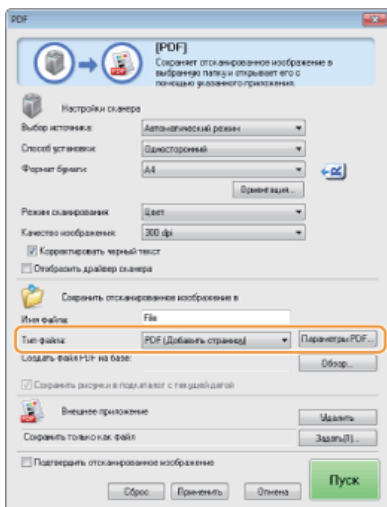 PDF
[PDF]
Сохраняет отсканированное изображение в
выбранную папку и открывает его с
помощью указанного приложения.
Настройки сканера
Выбор источника: Автоматический режим
Способ установки: Односторонний
Формат бумаги: A4
Ориентация...
Режим сканирования: Цвет
Качество изображения: 300 dpi
Корректировать черный текст
Отобразить драйвер сканера
Сохранить отсканированное изображение в
Имя файла: File
Тип файла: PDF (Добавить страницу) Параметры PDF...
Создать файл PDF на базе: Обзор...
Сохранить рисунки в подкаталог с текущей датой
Внешнее приложение Удалить
Сохранить только как файл Задать(1)...
Подтвердить отсканированное изображение
Сброс Применить Отмена Пуск